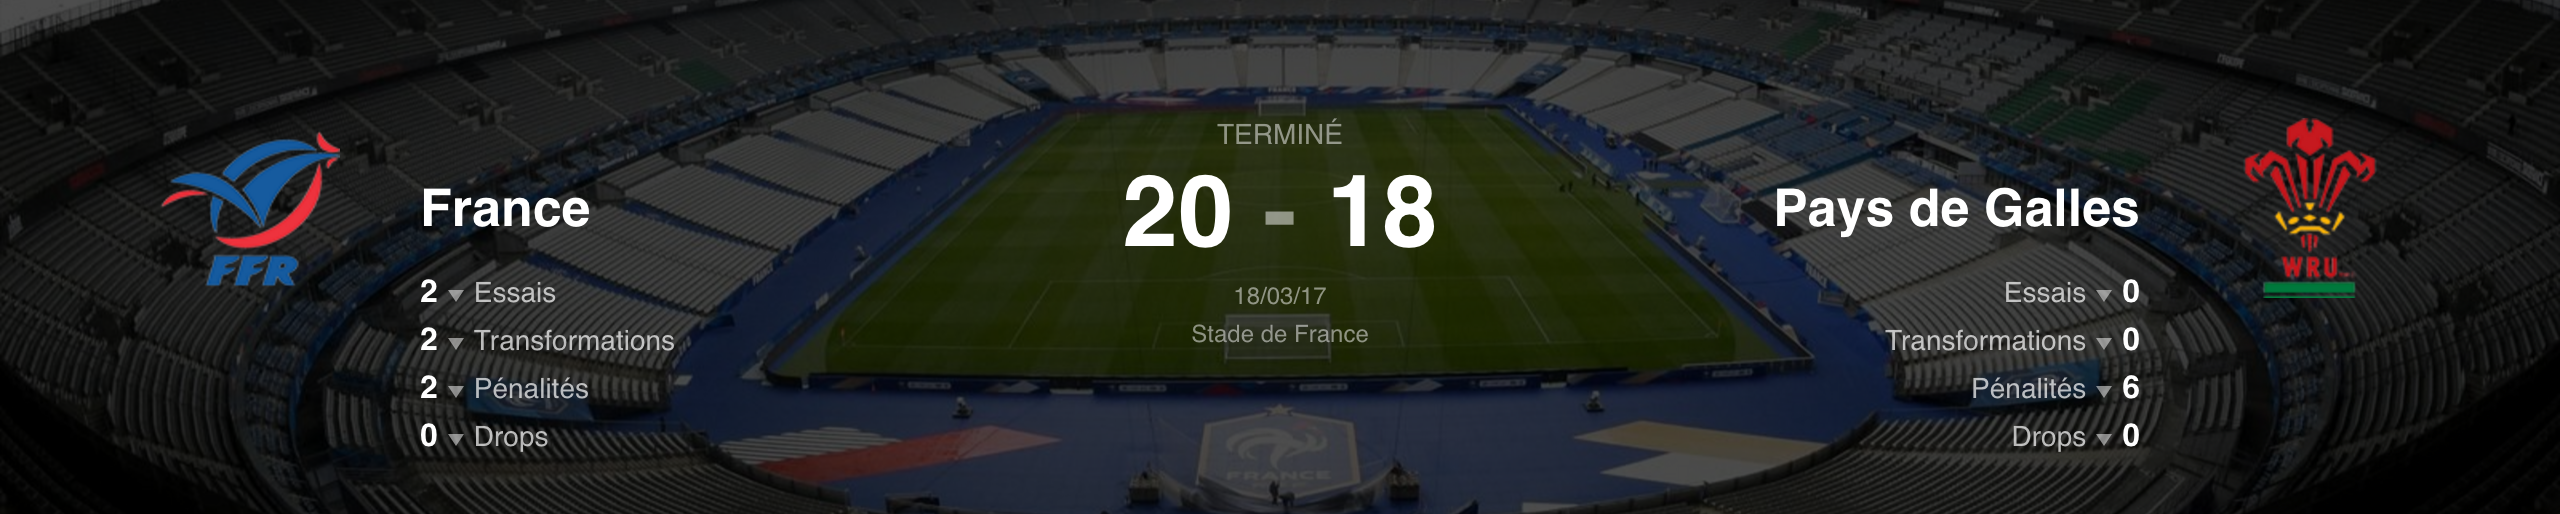 TERMINÉ
20 - 18
18/03/17
Stade de France
FFR
France
2 Essais
2 Transformations
2 Pénalités
0 Drops
Pays de Galles
Essais 0
Transformations 0
Pénalités 6
Drops 0
WRU
FRANCE